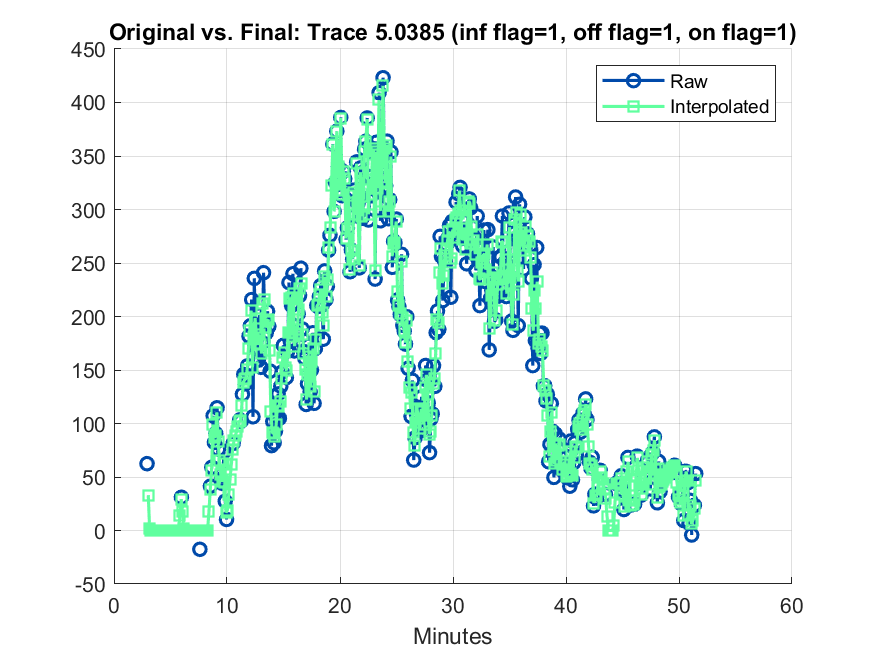 Original vs. Final: Trace 5.0385 (inf flag=1, off flag=1, on flag=1)
450
400
350
300
250
200
150
100
50
0
-50
Raw
Interpolated
0 10 20 30 40 50 60
Minutes